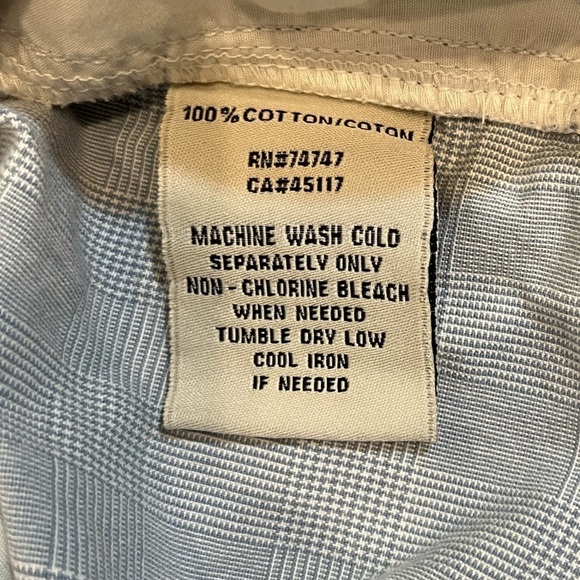 100% COTTON/COTON
RN#74747
CA#45117
MACHINE WASH COLD
SEPARATELY ONLY
NON-CHLORINE BLEACH
WHEN NEEDED
TUMBLE DRY LOW
COOL IRON
IF NEEDED